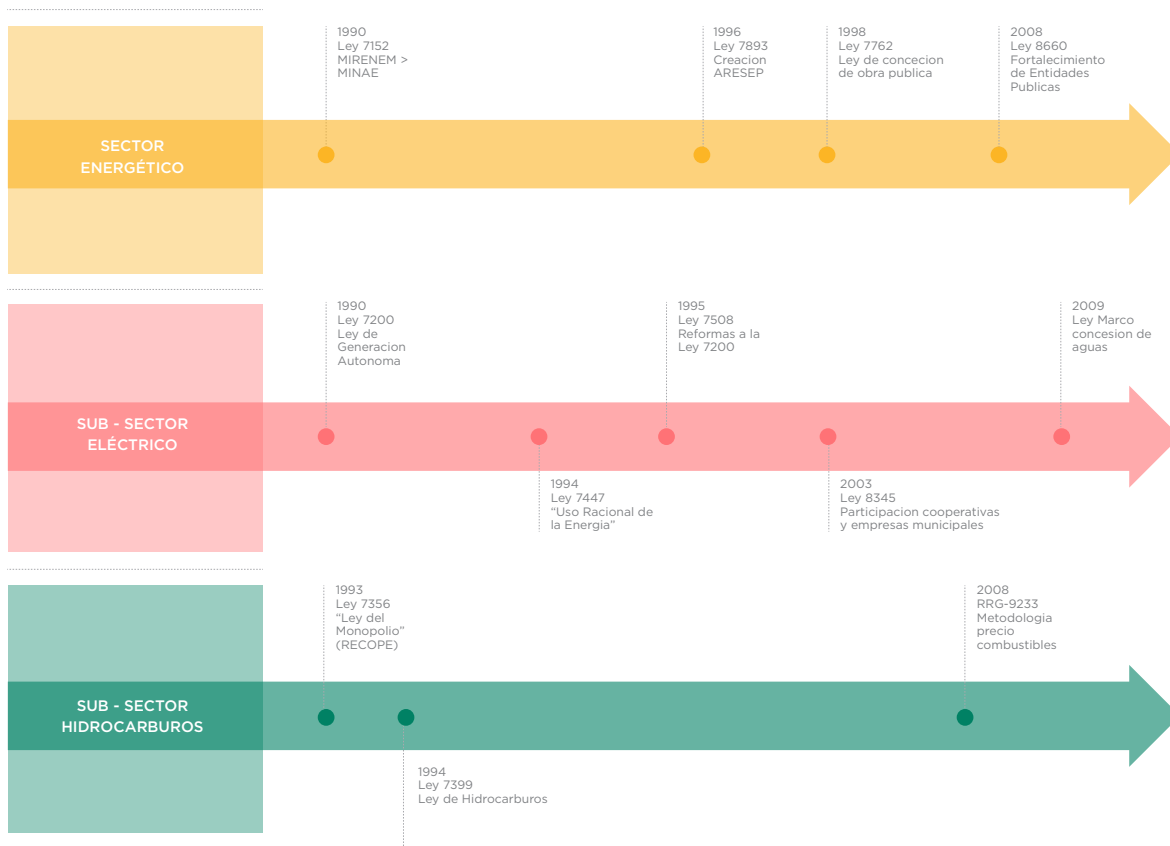 1990
Ley 7152
MIRENEM >
MINAE
1996
Ley 7893
Creacion
ARESEP
1998
Ley 7762
Ley de concecion
de obra publica
2008
Ley 8660
Fortalecimiento
de Entidades
Publicas
SECTOR
ENERGÉTICO
1990
Ley 7200
Ley de
Generacion
Autonoma
1995
Ley 7508
Reformas a la
Ley 7200
2009
Ley Marco
concesion de
aguas
SUB - SECTOR
ELÉCTRICO
1994
Ley 7447
“Uso Racional de
la Energia”
2003
Ley 8345
Participacion cooperativas
y empresas municipales
1993
Ley 7356
“Ley del
Monopolio”
(RECOPE)
2008
RRG-9233
Metodologia
precio
combustibles
SUB - SECTOR
HIDROCARBUROS
1994
Ley 7399
Ley de Hidrocarburos